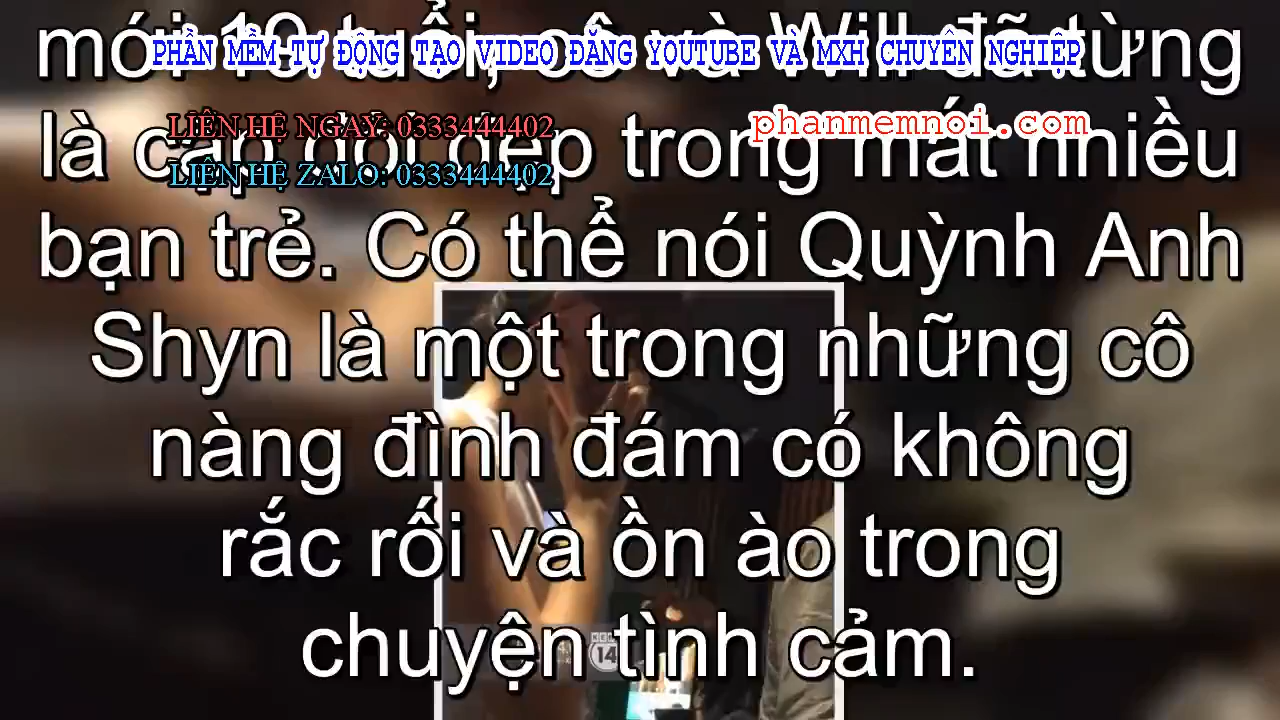 mới 19 tuổi, cô và Will đã từng
PHẦN MỀM TỰ ĐỘNG TẠO VIDEO ĐĂNG YOUTUBE VÀ MXH CHUYÊN NGHIỆP
LIÊN HỆ NGAY: 0333444402
phanmemnoi.com
là cặp đôi đẹp trong mắt nhiều
LIÊN HỆ ZALO: 0333444402
bạn trẻ. Có thể nói Quỳnh Anh
Shyn là một trong những cô
nàng đình đám có không
rắc rối và ồn ào trong
chuyện tình cảm.
14